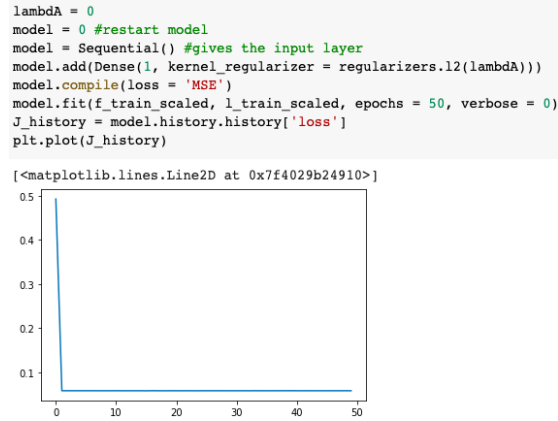 lambdA = 0
model = 0 #restart model
model = Sequential() #gives the input layer
model.add(Dense(1, kernel_regularizer = regularizers.l2(lambdA)))
model.compile(loss = 'MSE')
model.fit(f_train_scaled, l_train_scaled, epochs = 50, verbose = 0)
J_history = model.history.history['loss']
plt.plot(J_history)
[<matplotlib.lines.Line2D at 0x7f4029b24910>]
0.5
0.4
0.3
0.2
0.1
0 10 20 30 40 50